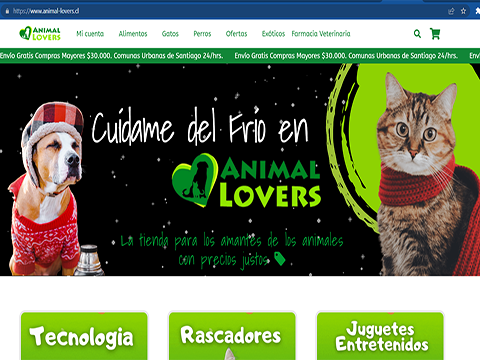 https://www.animal-lovers.cl
ANIMAL LOVERS Mi cuenta Alimentos Gatos Perros Ofertas Exóticos Farmacia Veterinaria
Envío Gratis Compras Mayores $30.000. Comunas Urbanas de Santiago 24/hrs. Envío Gratis Compras Mayores $30.000. Comunas Urbanas de Santiago 24/hrs. Envío
Cuídame del Frío en
ANIMAL
LOVERS
La tienda para los amantes de los animales
con precios justos
Tecnologia
Rascadores
Juguetes
Entretenidos